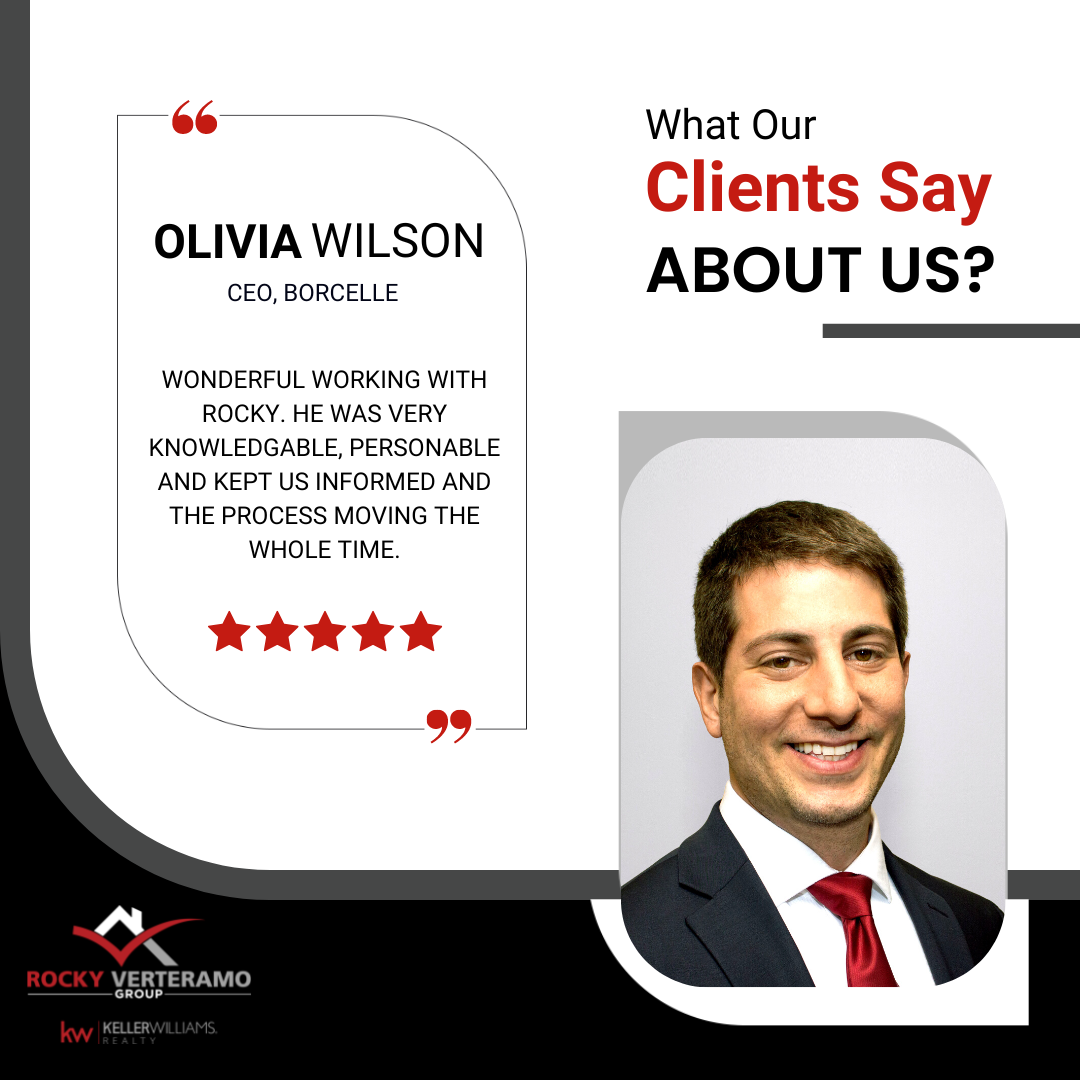 What Our
Clients Say
ABOUT US?
OLIVIA WILSON
CEO, BORCELLE
WONDERFUL WORKING WITH
ROCKY. HE WAS VERY
KNOWLEDGABLE, PERSONABLE
AND KEPT US INFORMED AND
THE PROCESS MOVING THE
WHOLE TIME.
ROCKY VERTERAMO
GROUP
kw KELLERWILLIAMS.
REALTY